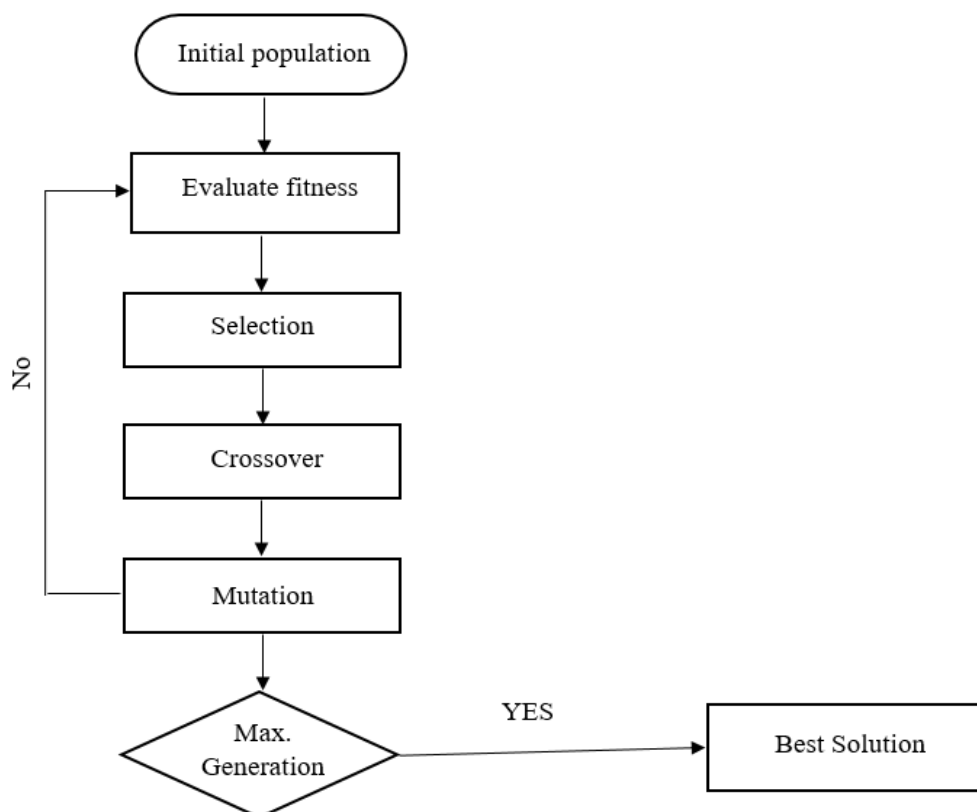 Initial population
Evaluate fitness
Selection
No
Crossover
Mutation
Max.
Generation
YES
Best Solution